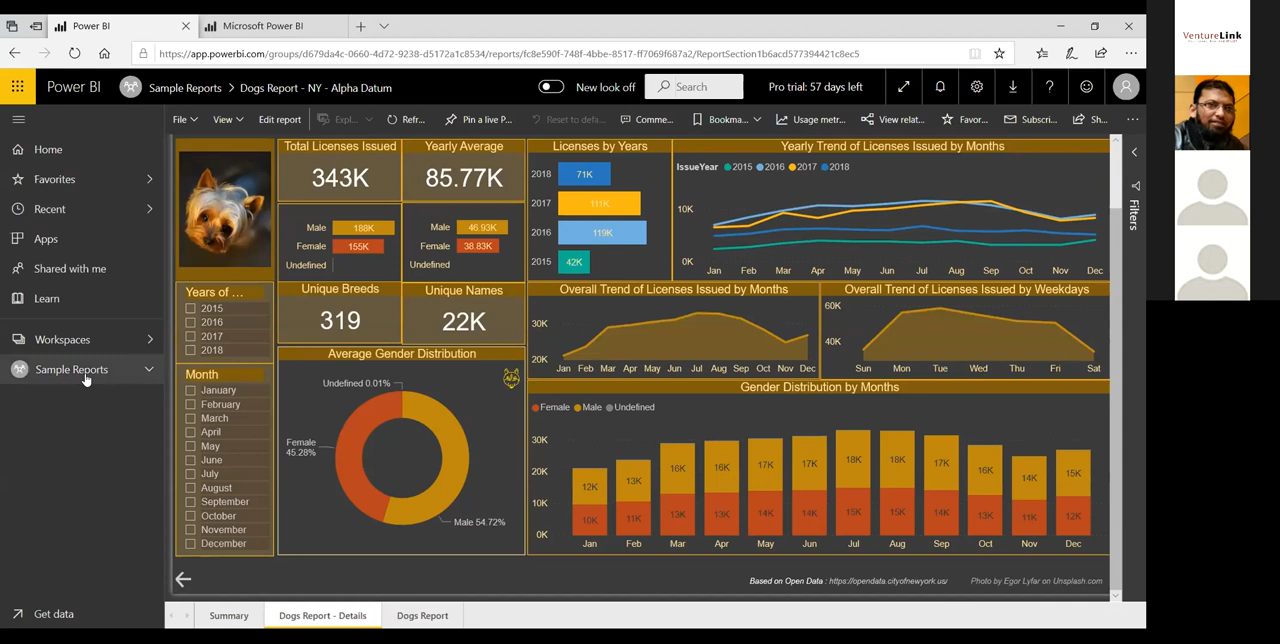 Power BI
Microsoft Power BI
https://app.powerbi.com/groups/d679da4c-0660-4d72-9238-d5172a1c8534/reports/fc8e590f-748f-4bbe-8517-ff7069f687a2/ReportSection1b6acd577394421c8ec5
Power BI
Sample Reports > Dogs Report - NY - Alpha Datum
New look off
Search
Pro trial: 57 days left
File
View
Edit report
Expl...
Refr...
Pin a live P...
Reset to defa...
Comme...
Bookma...
Usage metr...
View relat...
Favor...
Subscri...
Sh...
Home
Favorites
Recent
Apps
Shared with me
Learn
Workspaces
Sample Reports
Get data
Years of ...
2015
2016
2017
2018
Month
January
February
March
April
May
June
July
August
September
October
November
December
Total Licenses Issued
343K
Male 188K
Female 155K
Undefined
Yearly Average
85.77K
Male 46.93K
Female 38.83K
Undefined
Unique Breeds
319
Unique Names
22K
Average Gender Distribution
Undefined 0.01%
Female
45.28%
Male 54.72%
Licenses by Years
2018 71K
2017 111K
2016 119K
2015 42K
Yearly Trend of Licenses Issued by Months
IssueYear 2015 2016 2017 2018
10K
0K
Jan Feb Mar Apr May Jun Jul Aug Sep Oct Nov Dec
Overall Trend of Licenses Issued by Months
30K
20K
Jan Feb Mar Apr May Jun Jul Aug Sep Oct Nov Dec
Overall Trend of Licenses Issued by Weekdays
60K
40K
Sun Mon Tue Wed Thu Fri Sat
Gender Distribution by Months
Female Male Undefined
30K
20K
10K
0K
12K 13K 16K 16K 17K 17K 18K 18K 17K 16K 14K 15K
10K 11K 13K 13K 14K 14K 15K 15K 14K 13K 11K 12K
Jan Feb Mar Apr May Jun Jul Aug Sep Oct Nov Dec
Based on Open Data : https://opendata.cityofnewyork.us/
Photo by Egor Lyfar on Unsplash.com
Filters
Summary
Dogs Report - Details
Dogs Report
VentureLink